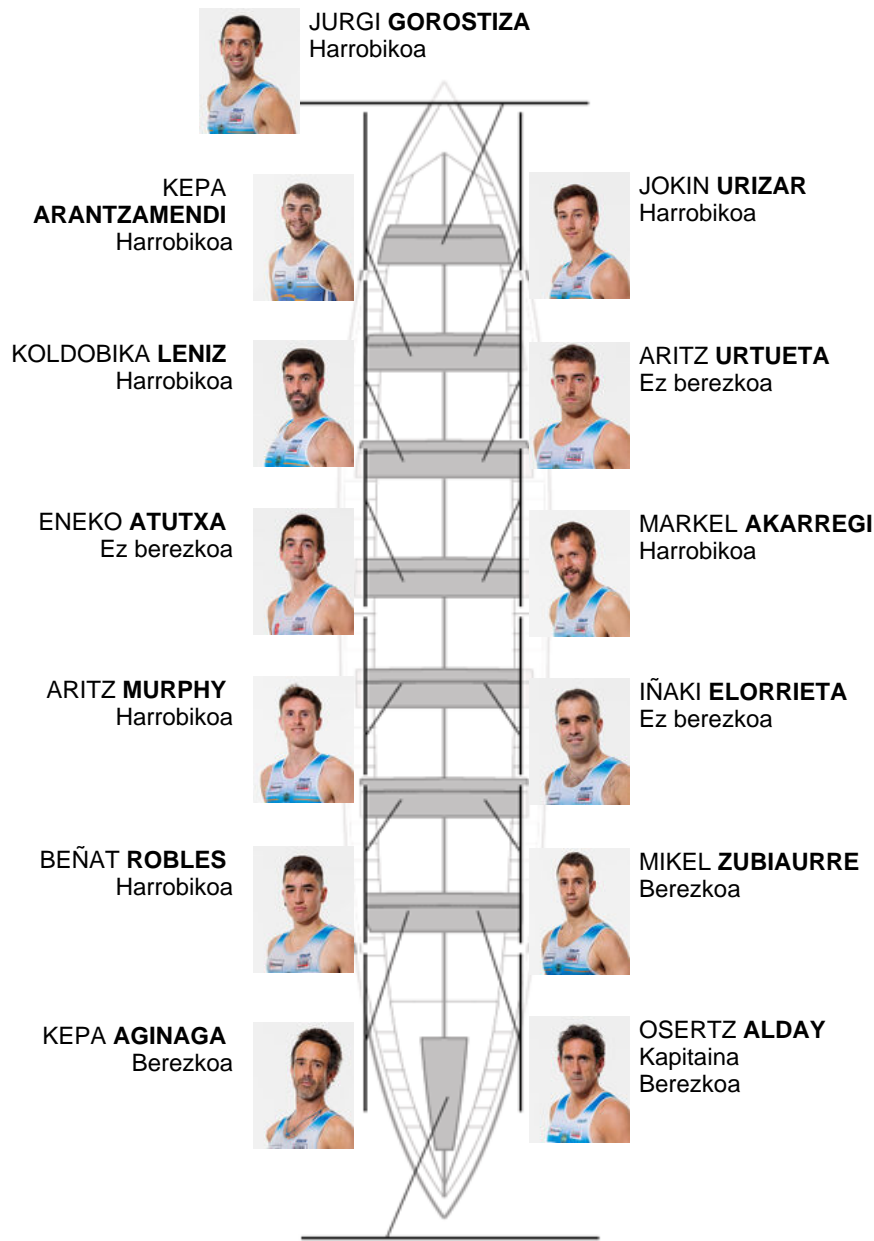 JURGI GOROSTIZA
Harrobikoa
KEPA
ARANTZAMENDI
Harrobikoa
JOKIN URIZAR
Harrobikoa
KOLDOBIKA LENIZ
Harrobikoa
ARITZ URTUETA
Ez berezkoa
ENEKO ATUTXA
Ez berezkoa
MARKEL AKARREGI
Harrobikoa
ARITZ MURPHY
Harrobikoa
IÑAKI ELORRIETA
Ez berezkoa
BEÑAT ROBLES
Harrobikoa
MIKEL ZUBIAURRE
Berezkoa
KEPA AGINAGA
Berezkoa
OSERTZ ALDAY
Kapitaina
Berezkoa